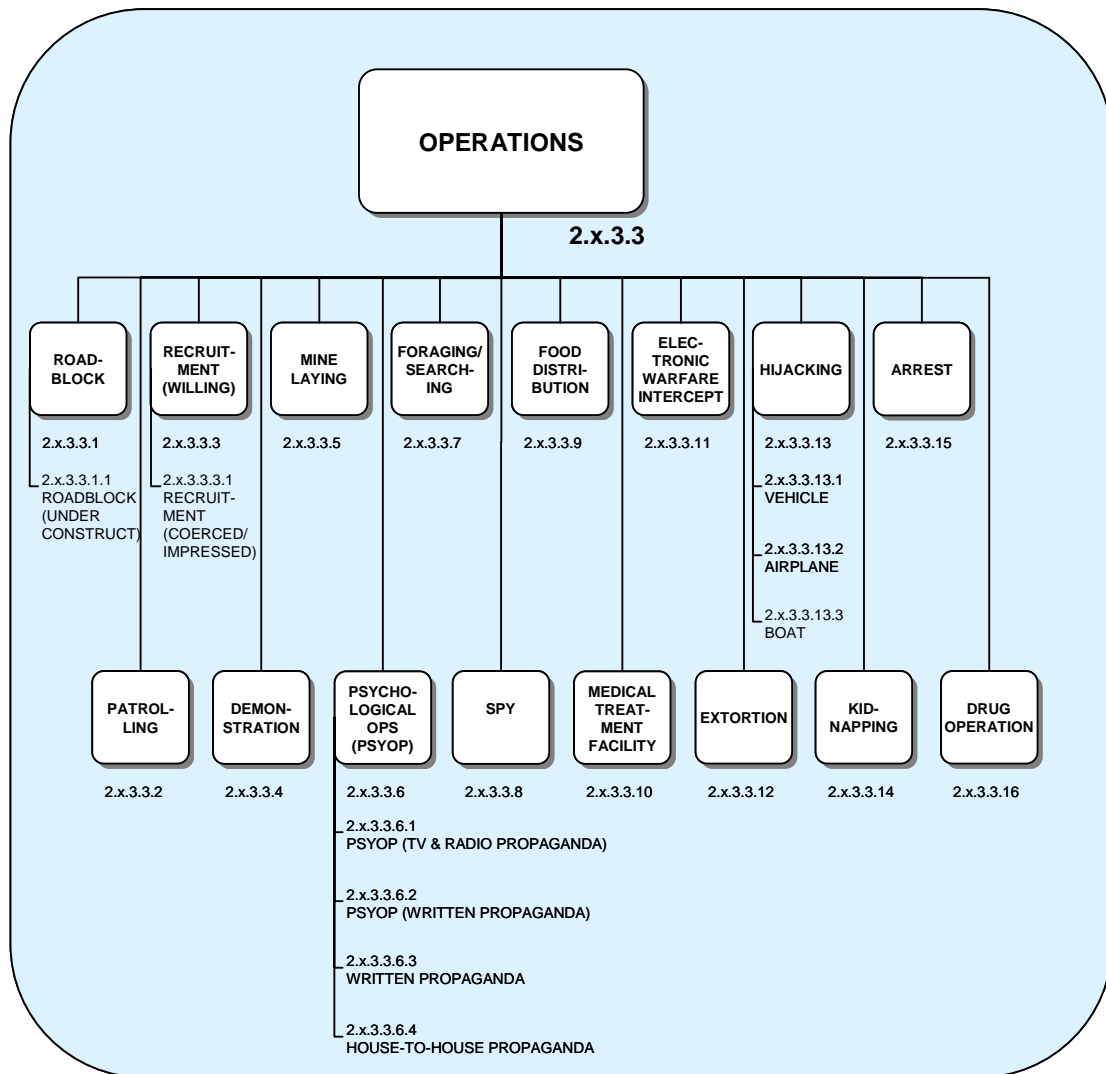 OPERATIONS
2.x.3.3
ROAD-
BLOCK
2.x.3.3.1
2.x.3.3.1.1
ROADBLOCK
(UNDER
CONSTRUCT)
RECRUIT-
MENT
(WILLING)
2.x.3.3.3
2.x.3.3.3.1
RECRUIT-
MENT
(COERCED/
IMPRESSED)
MINE
LAYING
2.x.3.3.5
FORAGING/
SEARCH-
ING
2.x.3.3.7
FOOD
DISTRI-
BUTION
2.x.3.3.9
ELEC-
TRONIC
WARFARE
INTERCEPT
2.x.3.3.11
HIJACKING
2.x.3.3.13
2.x.3.3.13.1
VEHICLE
2.x.3.3.13.2
AIRPLANE
2.x.3.3.13.3
BOAT
ARREST
2.x.3.3.15
PATROL-
LING
2.x.3.3.2
DEMON-
STRATION
2.x.3.3.4
PSYCHO-
LOGICAL
OPS
(PSYOP)
2.x.3.3.6
2.x.3.3.6.1
PSYOP (TV & RADIO PROPAGANDA)
2.x.3.3.6.2
PSYOP (WRITTEN PROPAGANDA)
2.x.3.3.6.3
WRITTEN PROPAGANDA
2.x.3.3.6.4
HOUSE-TO-HOUSE PROPAGANDA
SPY
2.x.3.3.8
MEDICAL
TREAT-
MENT
FACILITY
2.x.3.3.10
EXTORTION
2.x.3.3.12
KID-
NAPPING
2.x.3.3.14
DRUG
OPERATION
2.x.3.3.16